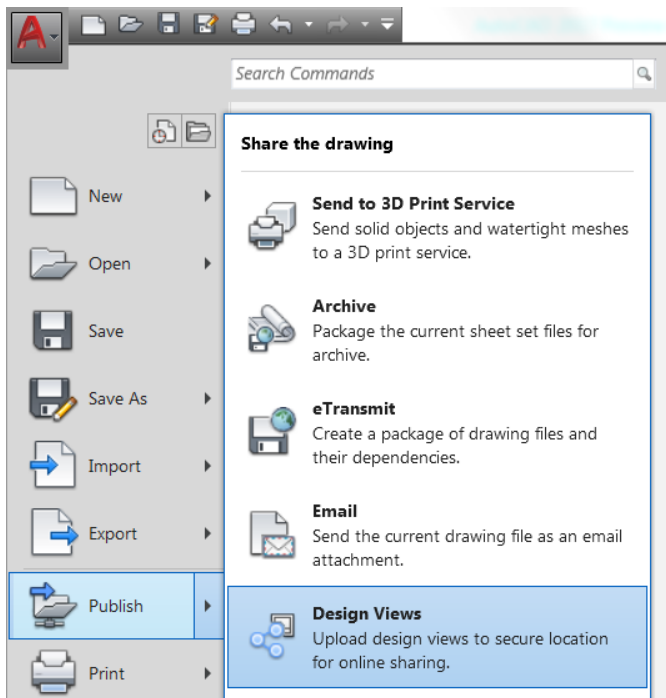 Search Commands
Share the drawing
New
Open
Save
Save As
Import
Export
Publish
Print
Send to 3D Print Service
Send solid objects and watertight meshes
to a 3D print service.
Archive
Package the current sheet set files for
archive.
eTransmit
Create a package of drawing files and
their dependencies.
Email
Send the current drawing file as an email
attachment.
Design Views
Upload design views to secure location
for online sharing.